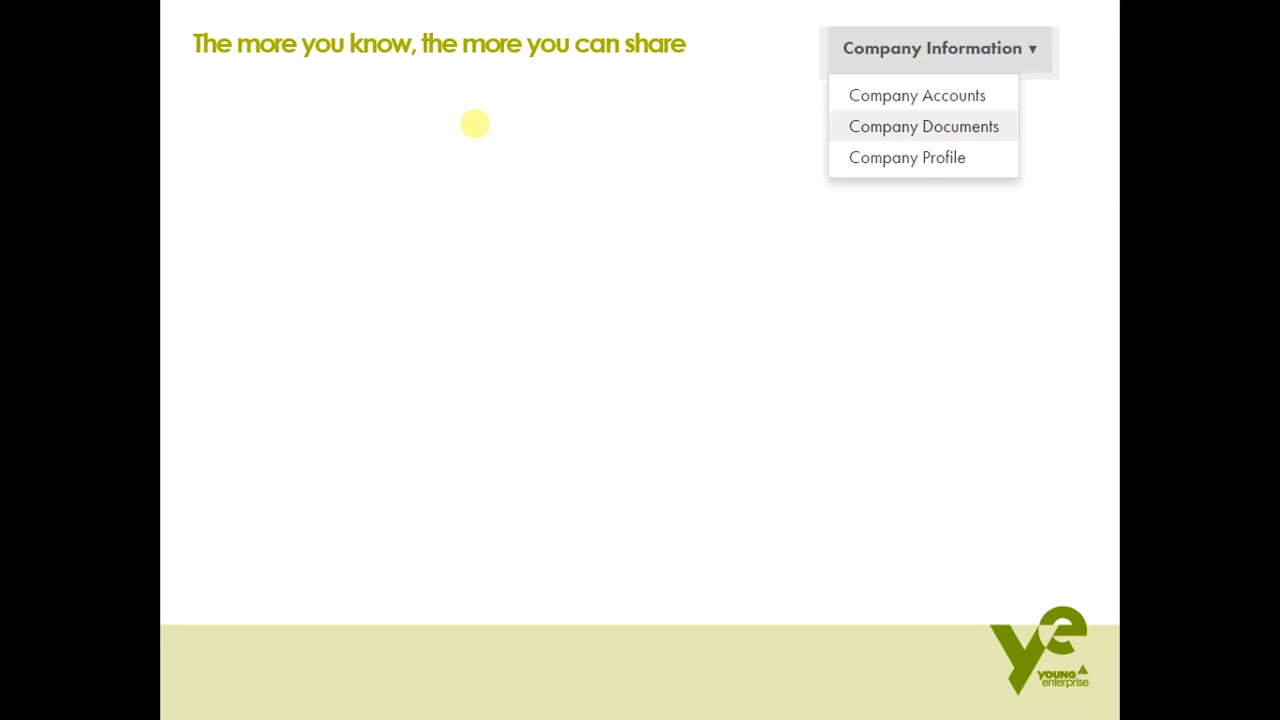 The more you know, the more you can share
Company Information ▼
Company Accounts
Company Documents
Company Profile
ye
YOUNG
enterprise